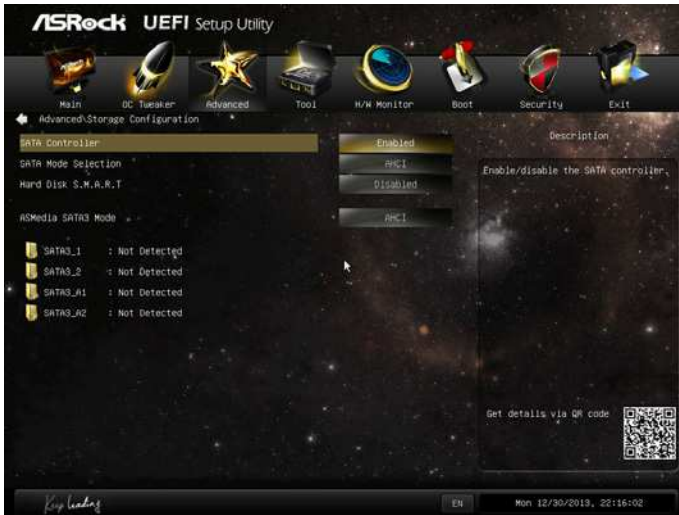 ASRock UEFI Setup Utility
Main OC Tweaker Advanced Tool H/W Monitor Boot Security Exit
Advanced\Storage Configuration
Description
SATA Controller Enabled
SATA Mode Selection AHCI
Enable/disable the SATA controller.
Hard Disk S.M.A.R.T Disabled
ASMedia SATA3 Mode AHCI
SATA3_1 : Not Detected
SATA3_2 : Not Detected
SATA3_A1 : Not Detected
SATA3_A2 : Not Detected
Get details via QR code
Keep leading
EN
Mon 12/30/2013, 22:16:02